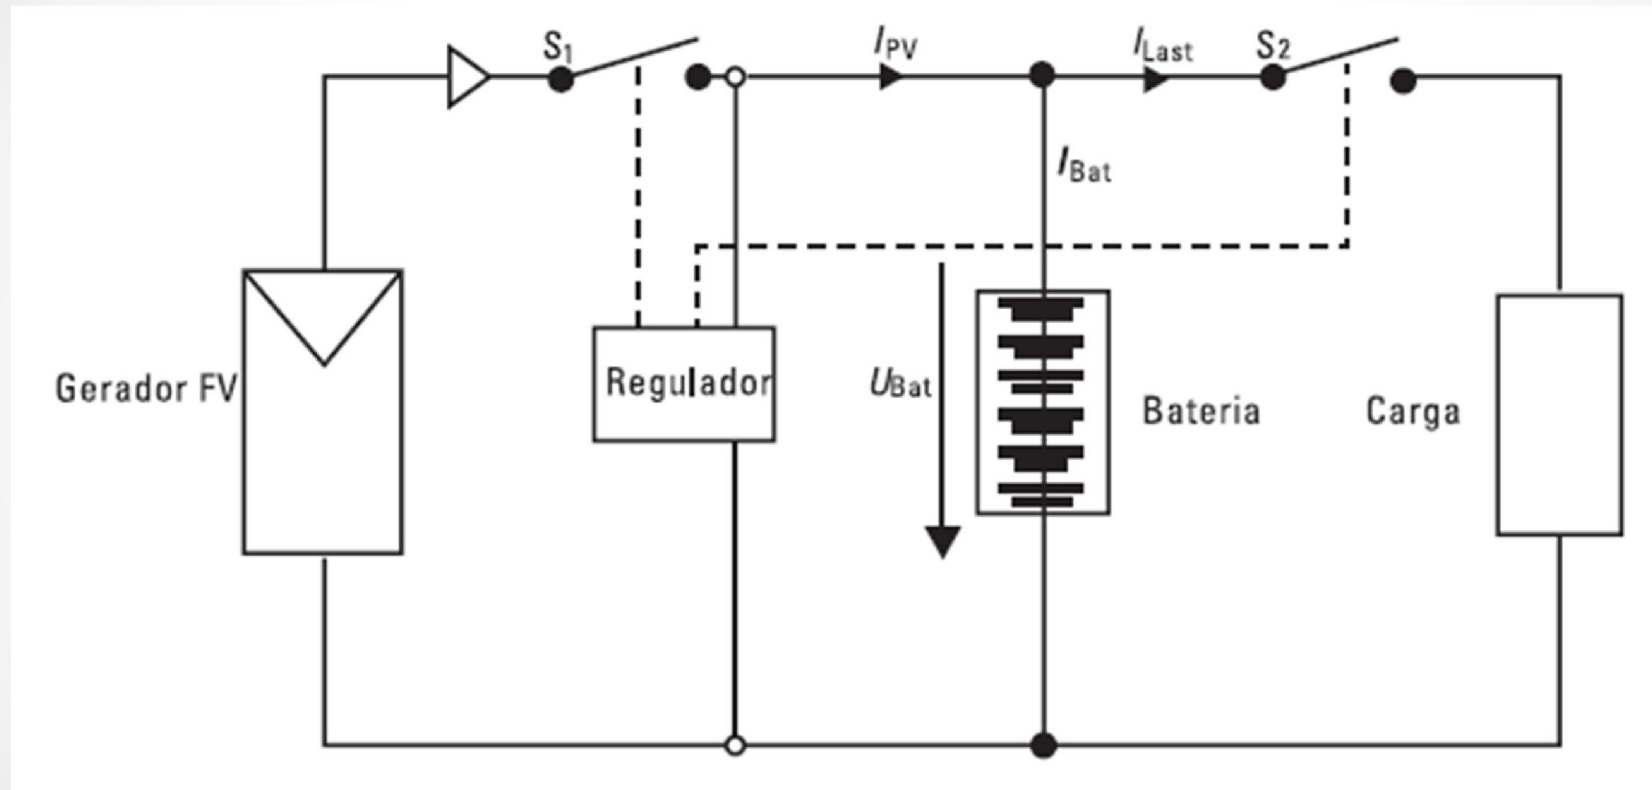 S1
IPV
ILast
S2
IBat
Gerador FV
Regulador
UBat
Bateria
Carga